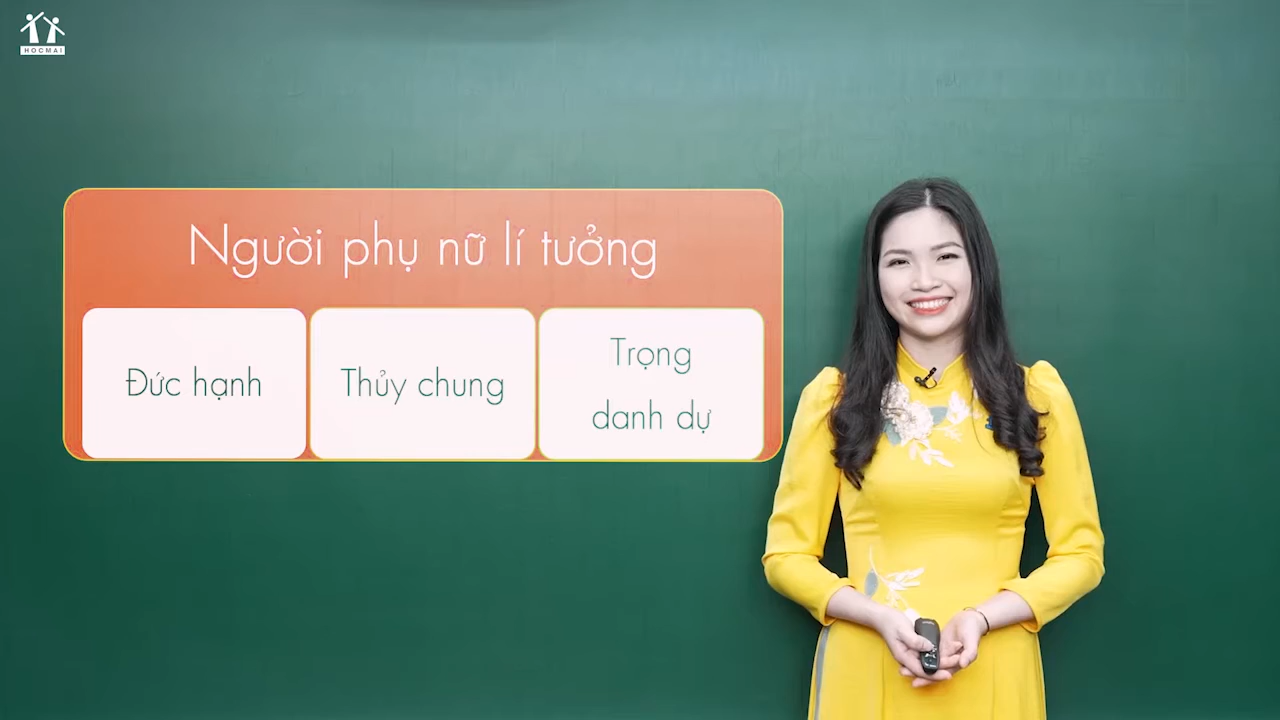 HOCMAI
Người phụ nữ lí tưởng
Đức hạnh
Thủy chung
Trọng
danh dự